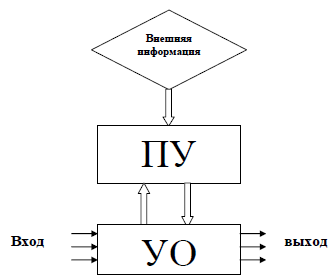 Внешняя
информация
ПУ
Вход
УО
выход